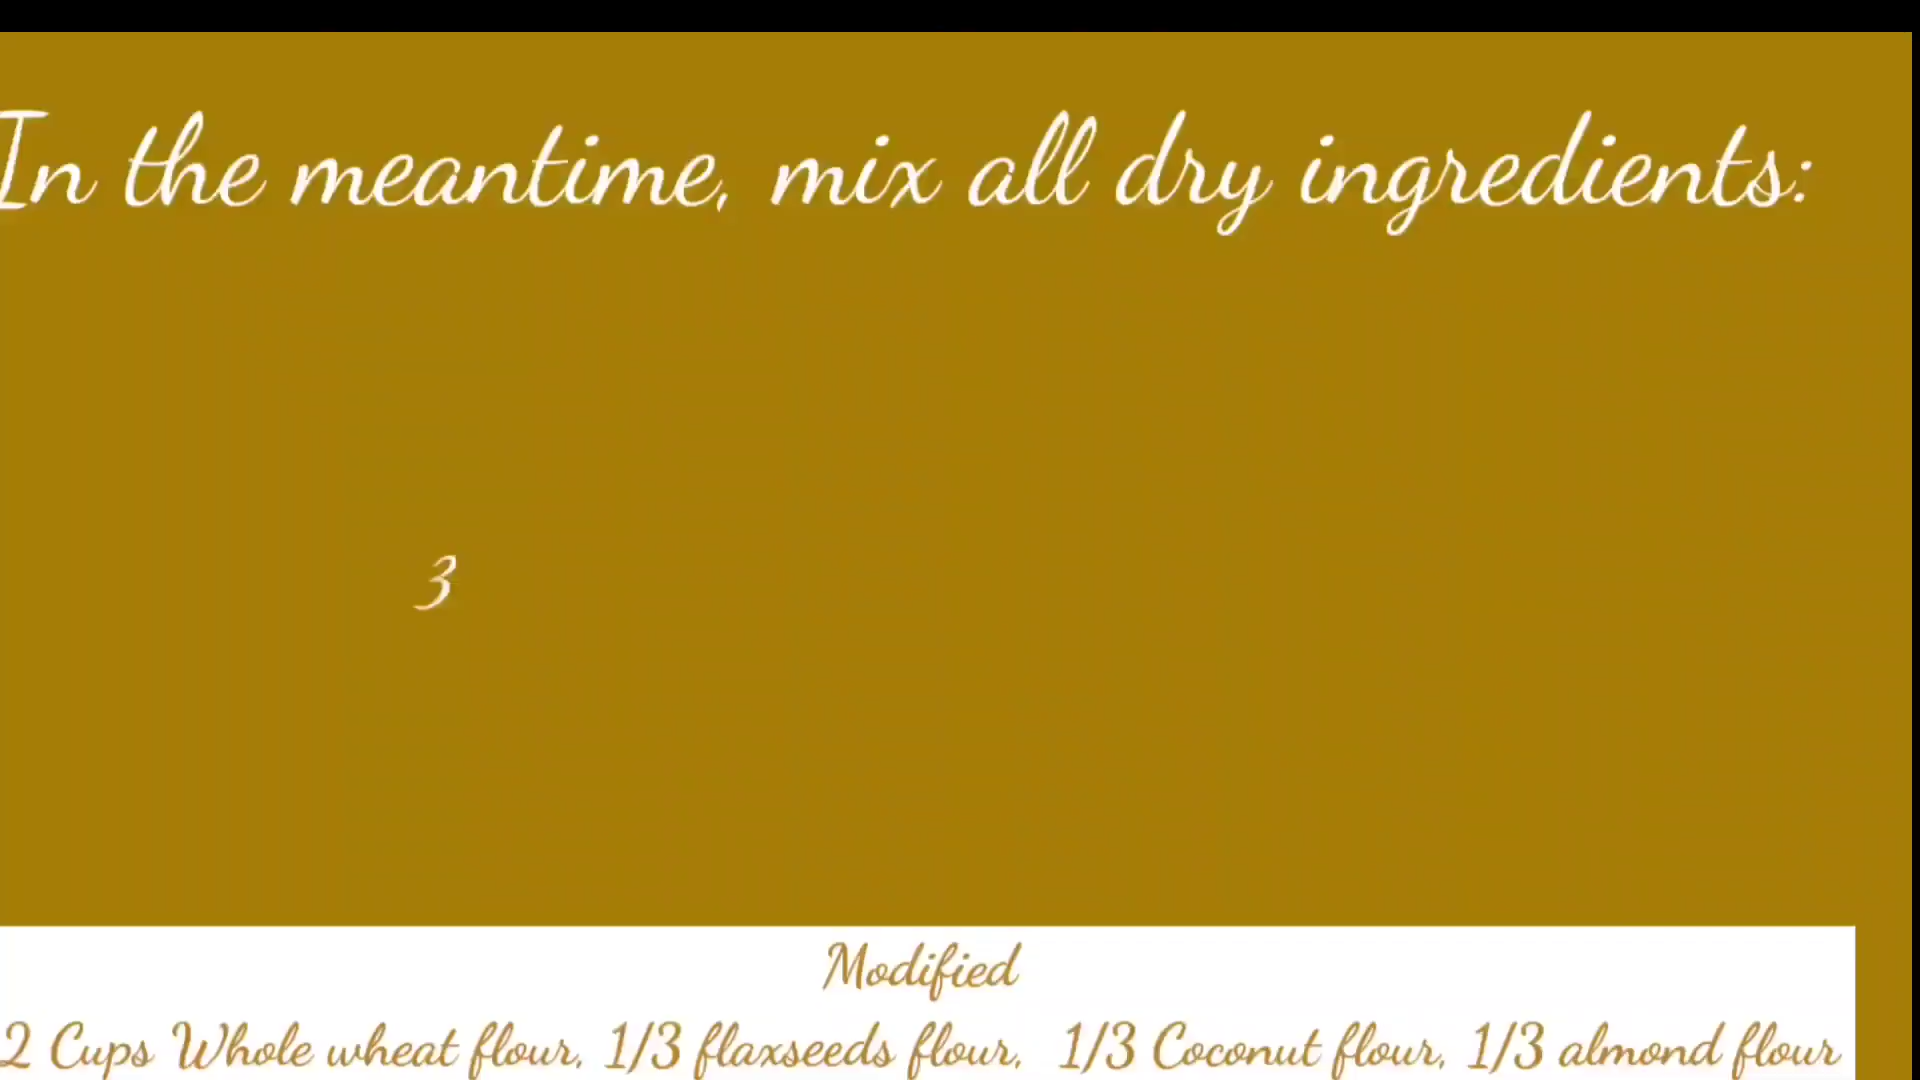 In the meantime, mix all dry ingredients:
3
Modified
2 Cups Whole wheat flour, 1/3 flaxseeds flour, 1/3 Coconut flour, 1/3 almond flour